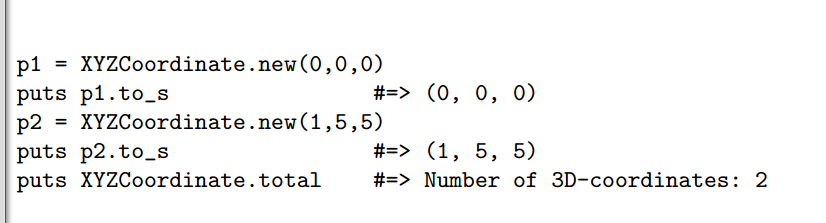 p1 = XYZCoordinate.new(0,0,0)
puts p1.to_s #=> (0, 0, 0)
p2 = XYZCoordinate.new(1,5,5)
puts p2.to_s #=> (1, 5, 5)
puts XYZCoordinate.total #=> Number of 3D-coordinates: 2